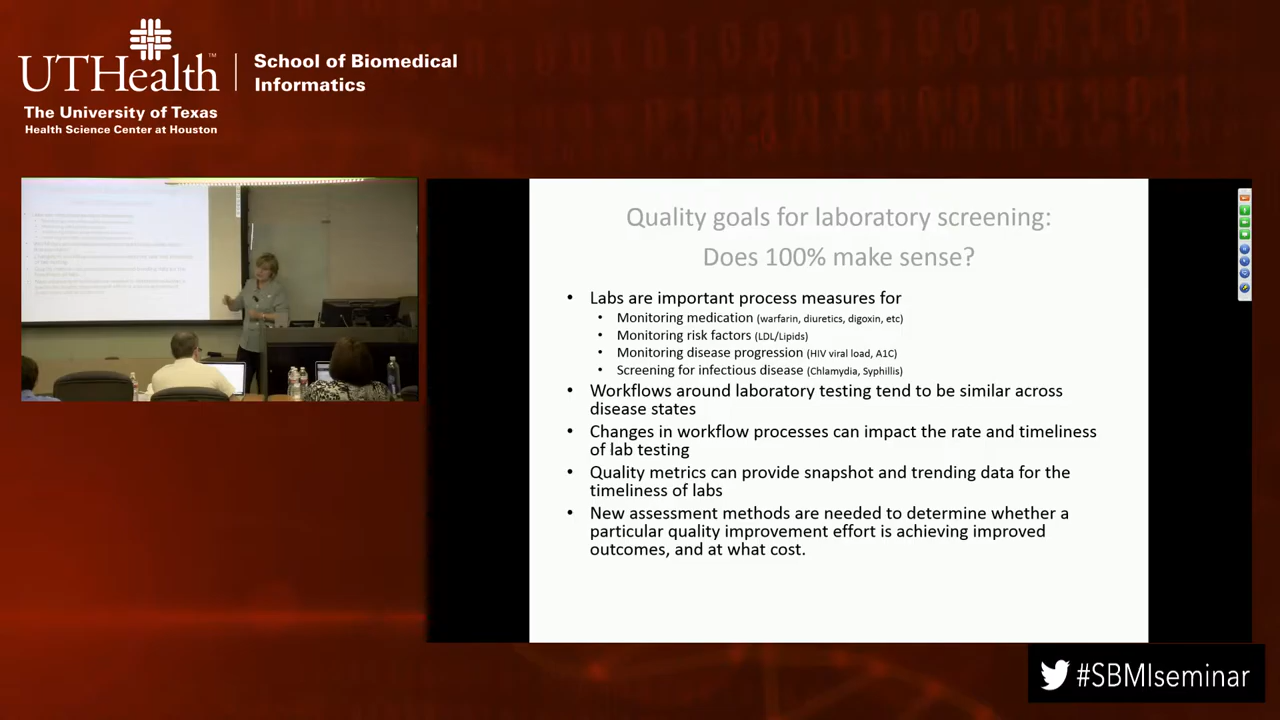 UTHealth™
The University of Texas
Health Science Center at Houston
School of Biomedical
Informatics
Quality goals for laboratory screening:
Does 100% make sense?
• Labs are important process measures for
• Monitoring medication (warfarin, diuretics, digoxin, etc)
• Monitoring risk factors (LDL/Lipids)
• Monitoring disease progression (HIV viral load, A1C)
• Screening for infectious disease (Chlamydia, Syphillis)
• Workflows around laboratory testing tend to be similar across
disease states
• Changes in workflow processes can impact the rate and timeliness
of lab testing
• Quality metrics can provide snapshot and trending data for the
timeliness of labs
• New assessment methods are needed to determine whether a
particular quality improvement effort is achieving improved
outcomes, and at what cost.
#SBMIseminar